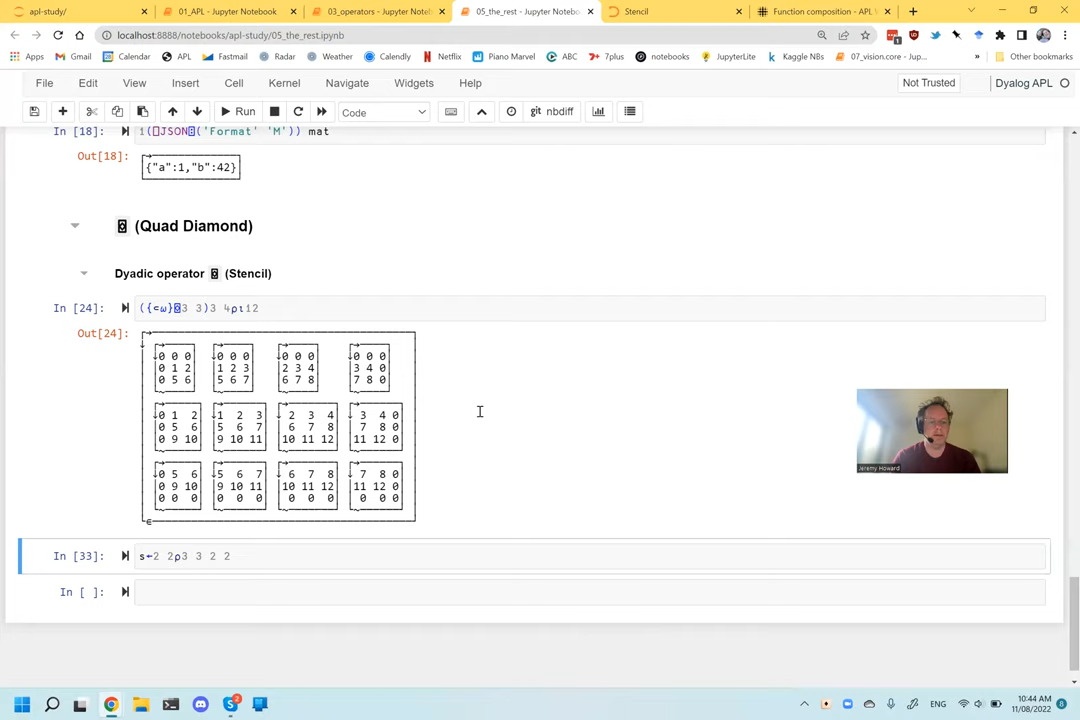 apl-study/
01_APL - Jupyter Notebook
03_operators - Jupyter Notebo
05_the_rest - Jupyter Notebo
Stencil
Function composition - APL W
localhost:8888/notebooks/apl-study/05_the_rest.ipynb
Apps
Gmail
Calendar
APL
Fastmail
Radar
Weather
Calendly
Netflix
Piano Marvel
ABC
7plus
notebooks
JupyterLite
Kaggle NBs
07_vision.core - Jup...
»
Other bookmarks
File
Edit
View
Insert
Cell
Kernel
Navigate
Widgets
Help
Not Trusted
Dyalog APL
Run
Code
git nbdiff
In [18]:
1(⎕JSON⍠('Format' 'M')) mat
Out[18]:
{"a":1,"b":42}
⌺ (Quad Diamond)
Dyadic operator ⌺ (Stencil)
In [24]:
({⊂⍵}⌺3 3)3 4⍴⍳12
Out[24]:
0 0 0 0 0 0 0 0 0 0 0 0
0 1 2 1 2 3 2 3 4 3 4 0
0 5 6 5 6 7 6 7 8 7 8 0
0 1 2 1 2 3 2 3 4 3 4 0
0 5 6 5 6 7 6 7 8 7 8 0
0 9 10 9 10 11 10 11 12 11 12 0
0 5 6 5 6 7 6 7 8 7 8 0
0 9 10 9 10 11 10 11 12 11 12 0
0 0 0 0 0 0 0 0 0 0 0 0
Jeremy Howard
In [33]:
s←2 2⍴3 3 2 2
In [ ]:
ENG
10:44 AM
11/08/2022